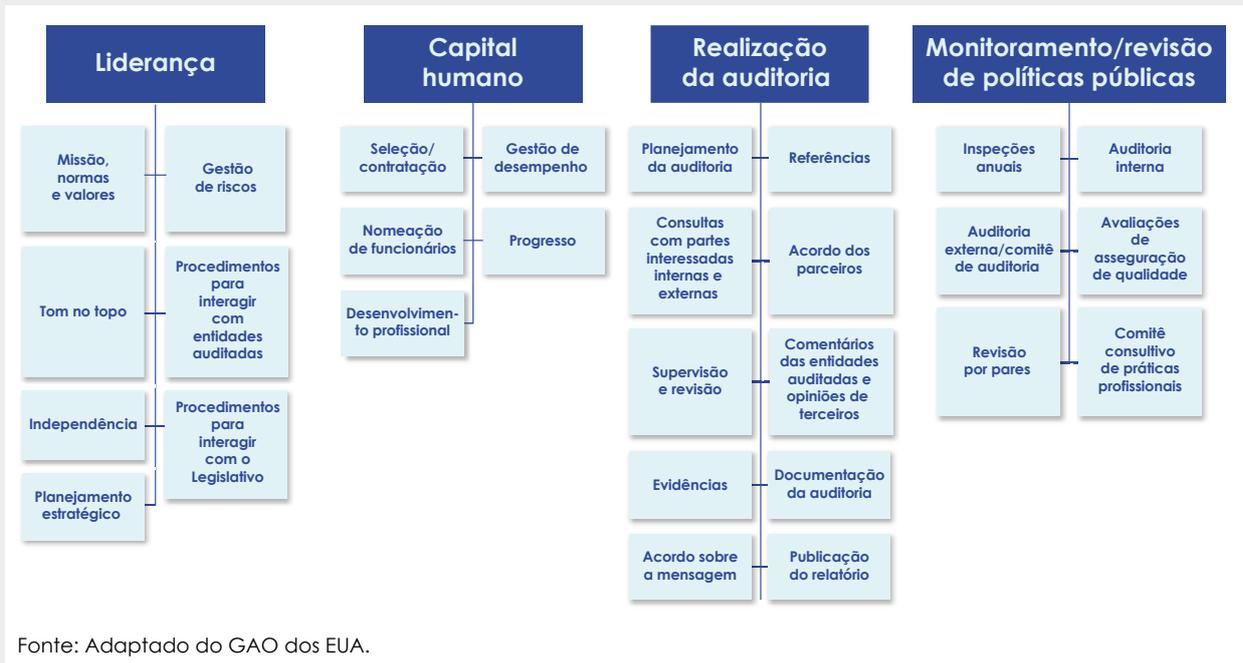 Liderança
Missão,
normas
e valores
Gestão
de riscos
Tom no topo
Procedimentos
para
interagir
com
entidades
auditadas
Independência
Procedimentos
para
interagir
com o
Legislativo
Planejamento
estratégico
Capital
humano
Seleção/
contratação
Gestão de
desempenho
Nomeação
de funcionários
Progresso
Desenvolvimen-
to profissional
Realização
da auditoria
Planejamento
da auditoria
Referências
Consultas
com partes
interessadas
internas e
externas
Acordo dos
parceiros
Supervisão
e revisão
Comentários
das entidades
auditadas e
opiniões de
terceiros
Evidências
Documentação
da auditoria
Acordo sobre
a mensagem
Publicação
do relatório
Monitoramento/revisão
de políticas públicas
Inspeções
anuais
Auditoria
interna
Auditoria
externa/comitê
de auditoria
Avaliações
de
asseguração
de qualidade
Revisão
por pares
Comitê
consultivo
de práticas
profissionais
Fonte: Adaptado do GAO dos EUA.